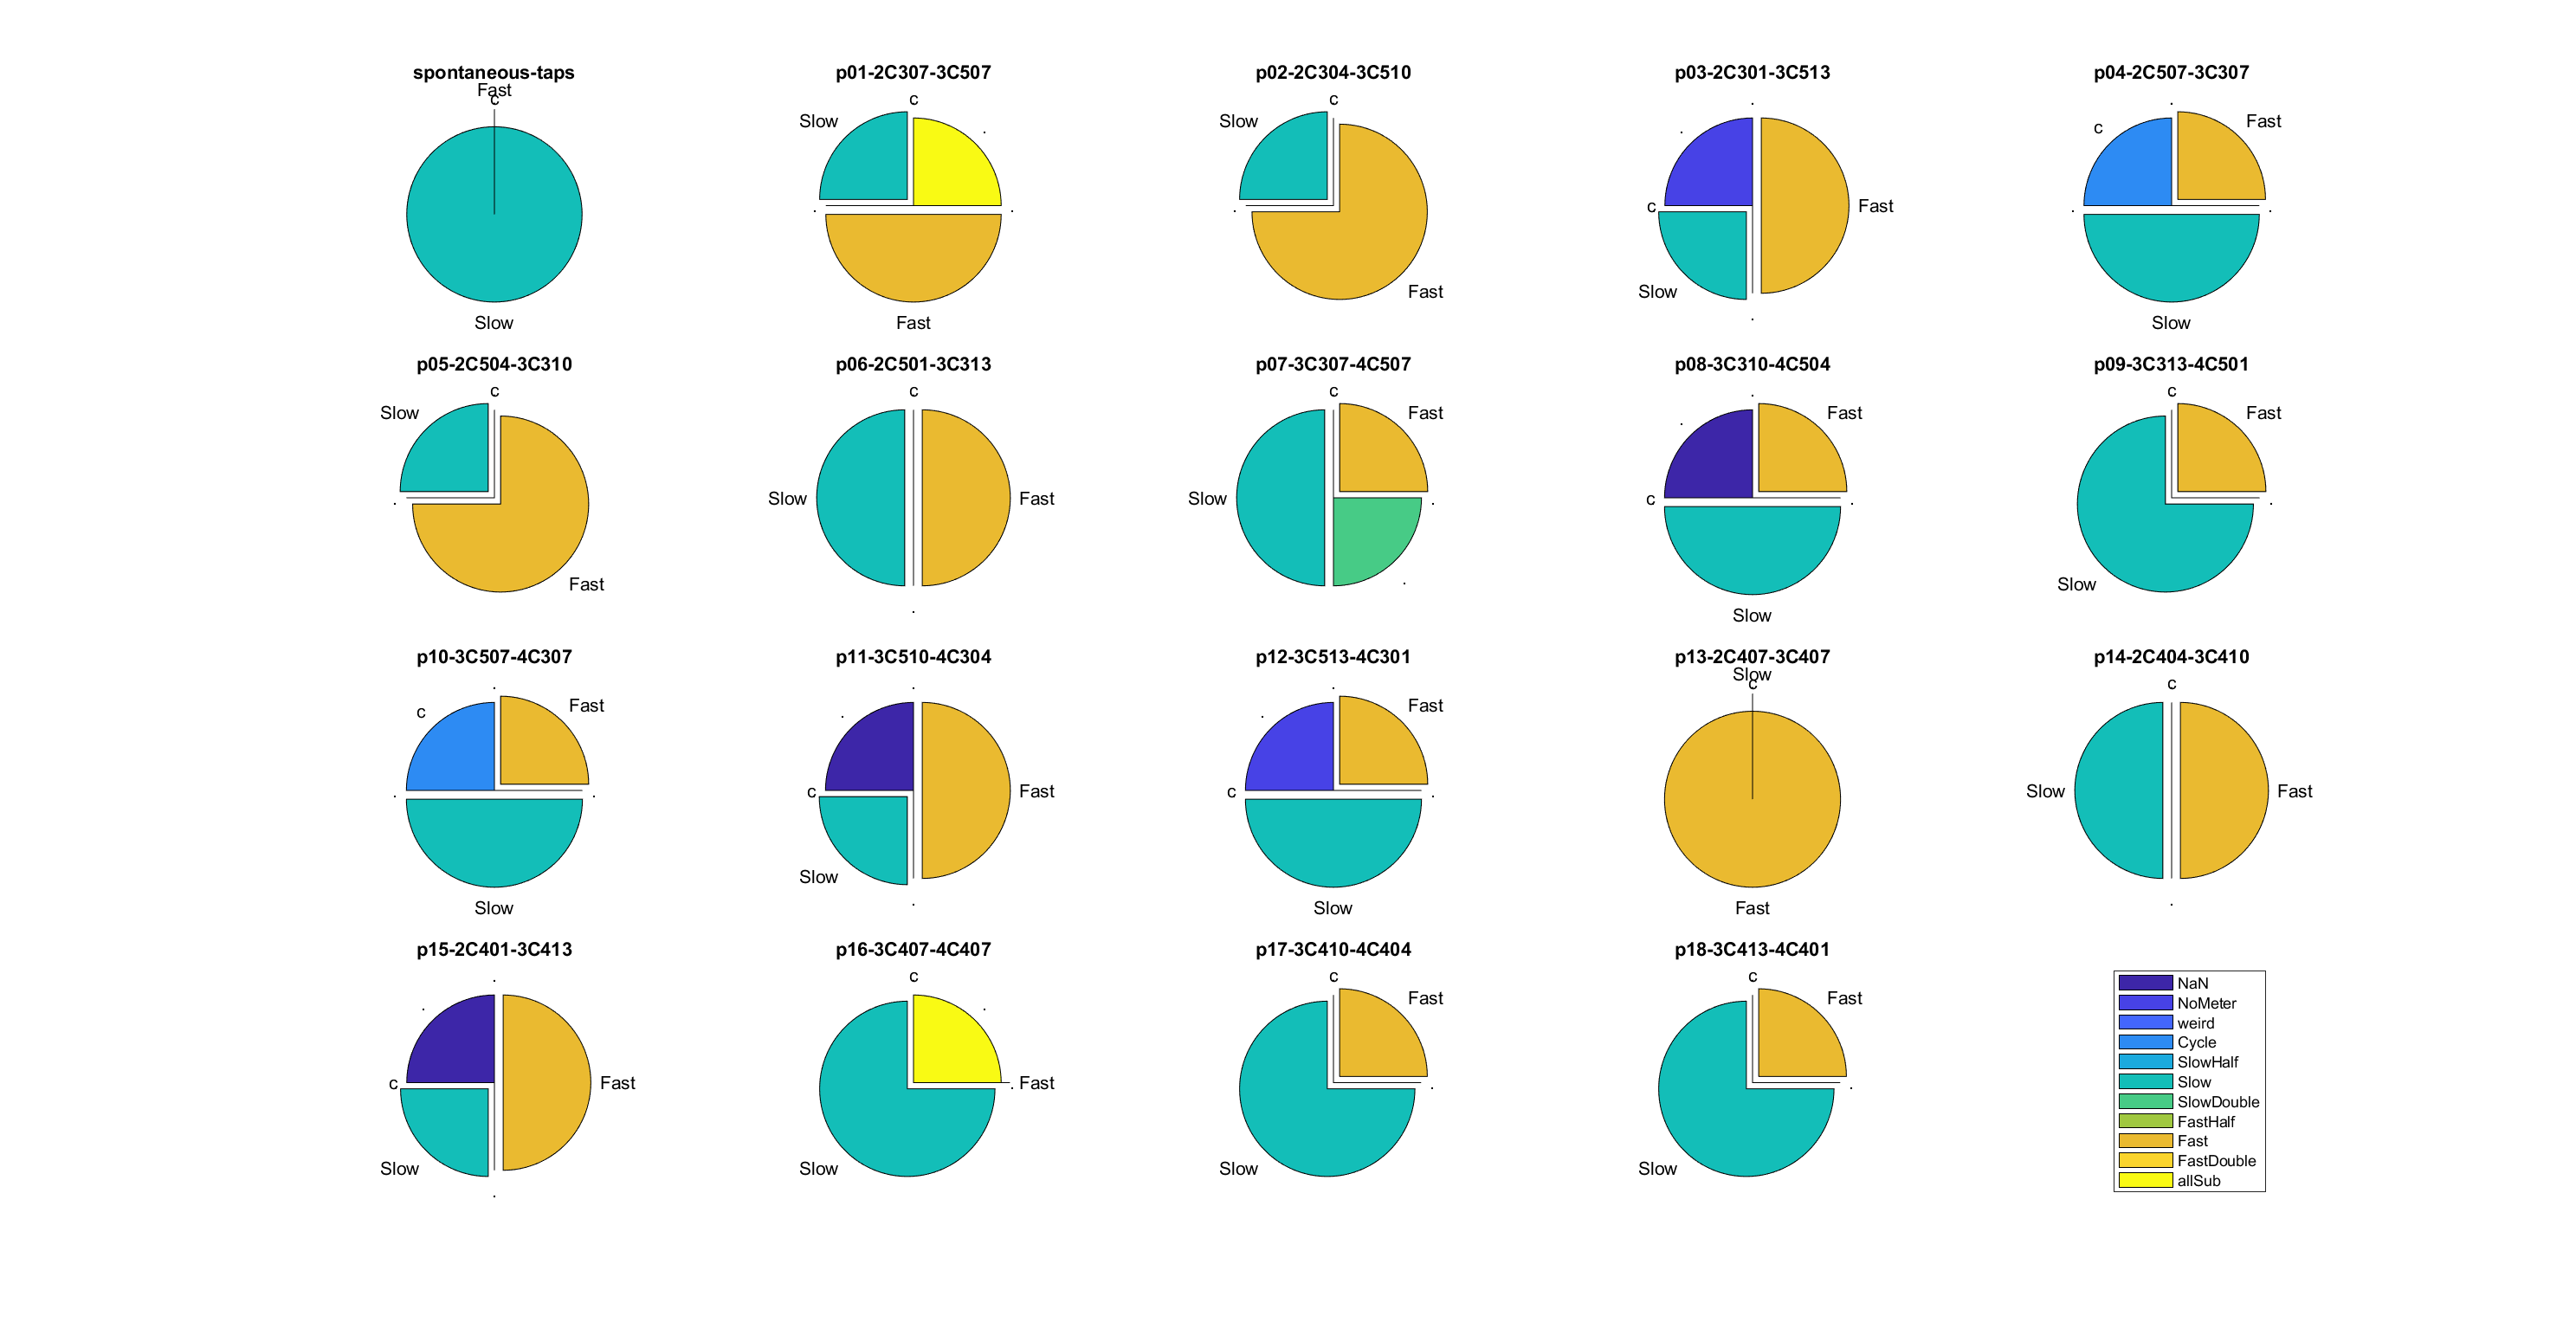 spontaneous-taps
Fast
c
Slow
p01-2C307-3C507
c
Slow
.
.
.
Fast
p02-2C304-3C510
c
Slow
.
Fast
p03-2C301-3C513
.
.
c
Fast
Slow
.
p04-2C507-3C307
.
c
Fast
.
.
Slow
p05-2C504-3C310
c
Slow
.
Fast
p06-2C501-3C313
c
Slow
Fast
.
p07-3C307-4C507
c
Fast
Slow
.
.
p08-3C310-4C504
.
.
Fast
c
.
Slow
p09-3C313-4C501
c
Fast
.
Slow
p10-3C507-4C307
.
c
Fast
.
.
Slow
p11-3C510-4C304
.
.
c
Fast
Slow
.
p12-3C513-4C301
.
.
Fast
c
.
Slow
p13-2C407-3C407
Slow
c
Fast
p14-2C404-3C410
c
Slow
Fast
.
p15-2C401-3C413
.
.
c
Fast
Slow
.
p16-3C407-4C407
c
.
. Fast
Slow
p17-3C410-4C404
c
Fast
.
Slow
p18-3C413-4C401
c
Fast
.
Slow
NaN
NoMeter
weird
Cycle
SlowHalf
Slow
SlowDouble
FastHalf
Fast
FastDouble
allSub